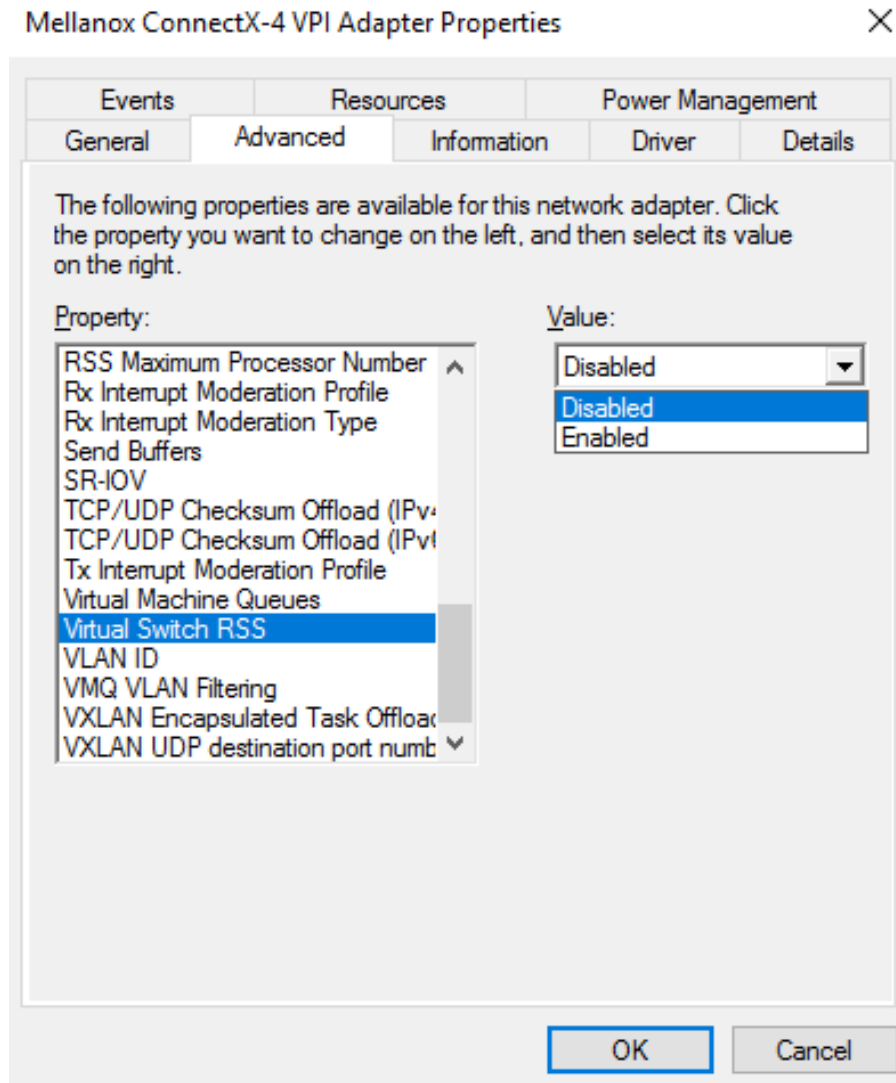 Mellanox ConnectX-4 VPI Adapter Properties
Events Resources Power Management
General Advanced Information Driver Details
The following properties are available for this network adapter. Click
the property you want to change on the left, and then select its value
on the right.
Property:
RSS Maximum Processor Number
Rx Interrupt Moderation Profile
Rx Interrupt Moderation Type
Send Buffers
SR-IOV
TCP/UDP Checksum Offload (IPv4
TCP/UDP Checksum Offload (IPv6
Tx Interrupt Moderation Profile
Virtual Machine Queues
Virtual Switch RSS
VLAN ID
VMQ VLAN Filtering
VXLAN Encapsulated Task Offload
VXLAN UDP destination port numb
Value:
Disabled
Disabled
Enabled
OK Cancel